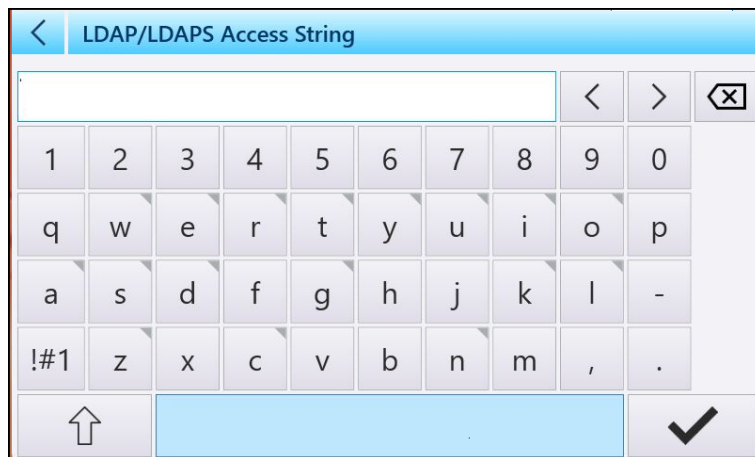 LDAP/LDAPS Access String
1 2 3 4 5 6 7 8 9 0
q w e r t y u i o p
a s d f g h j k l -
!#1 z x c v b n m , .